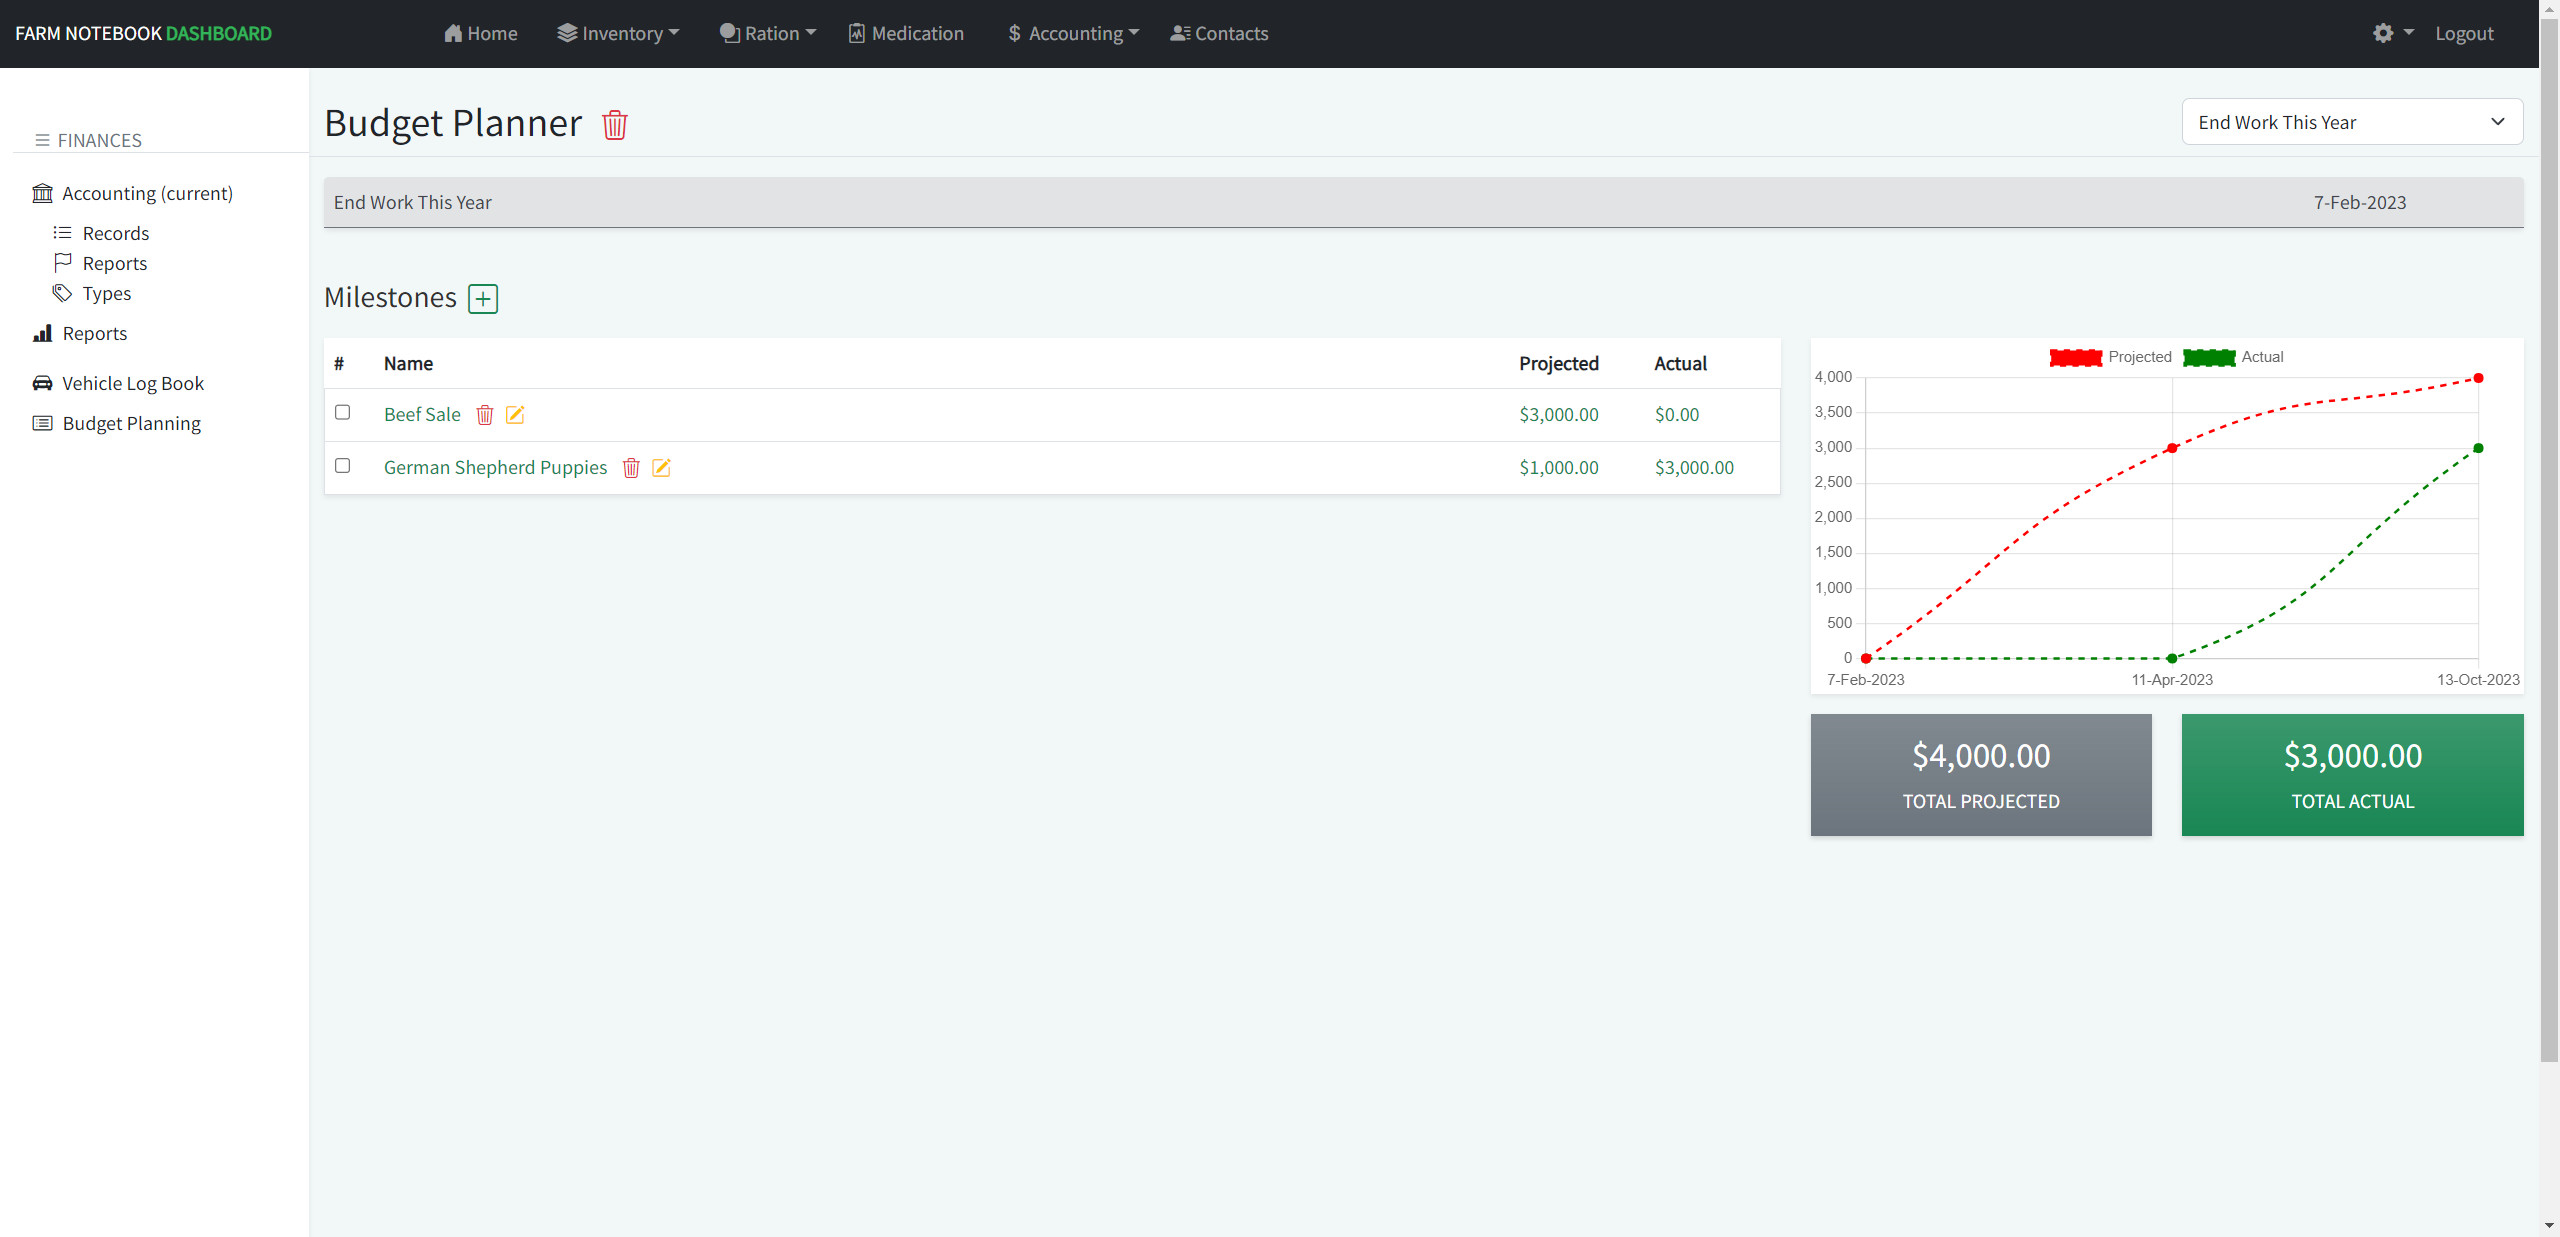 FARM NOTEBOOK DASHBOARD
Home
Inventory
Ration
Medication
$ Accounting
Contacts
Logout
FINANCES
Accounting (current)
Records
Reports
Types
Reports
Vehicle Log Book
Budget Planning
Budget Planner
End Work This Year
End Work This Year 7-Feb-2023
Milestones
# Name Projected Actual
Beef Sale $3,000.00 $0.00
German Shepherd Puppies $1,000.00 $3,000.00
Projected Actual
4,000
3,500
3,000
2,500
2,000
1,500
1,000
500
0
7-Feb-2023 11-Apr-2023 13-Oct-2023
$4,000.00
TOTAL PROJECTED
$3,000.00
TOTAL ACTUAL